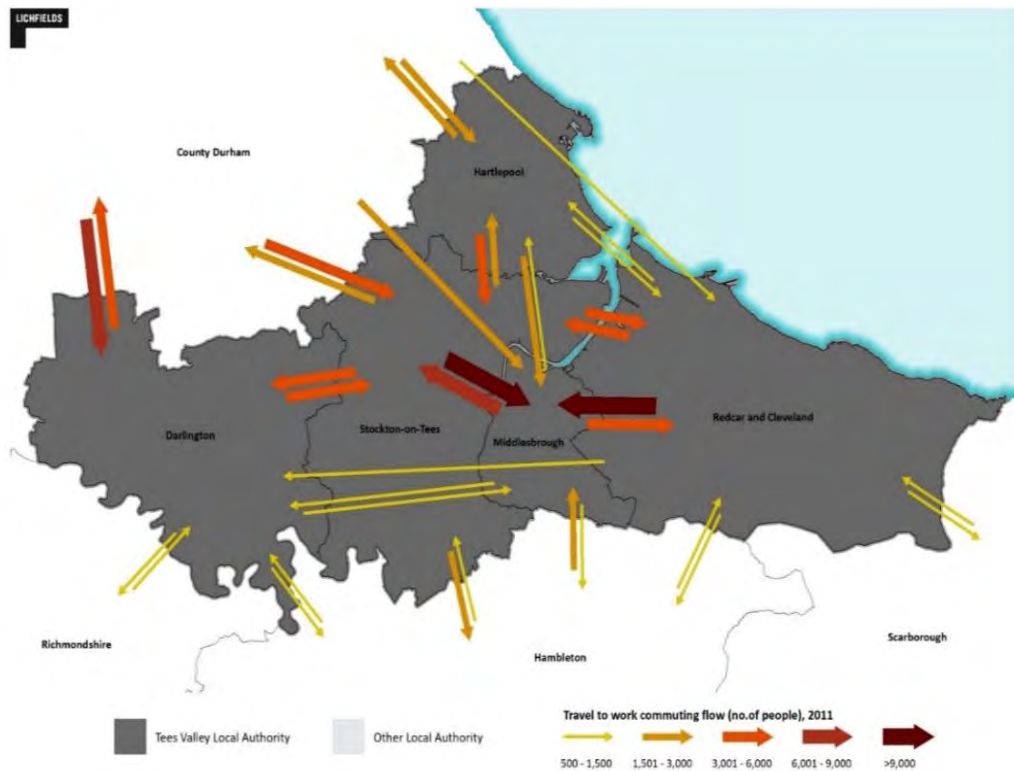 LICHFIELDS
County Durham
Hartlepool
Redcar and Cleveland
Stockton-on-Tees
Middlesbrough
Darlington
Richmondshire
Hambleton
Scarborough
Travel to work commuting flow (no.of people), 2011
Tees Valley Local Authority
Other Local Authority
500 - 1,500
1,501 - 3,000
3,001 - 6,000
6,001 - 9,000
>9,000